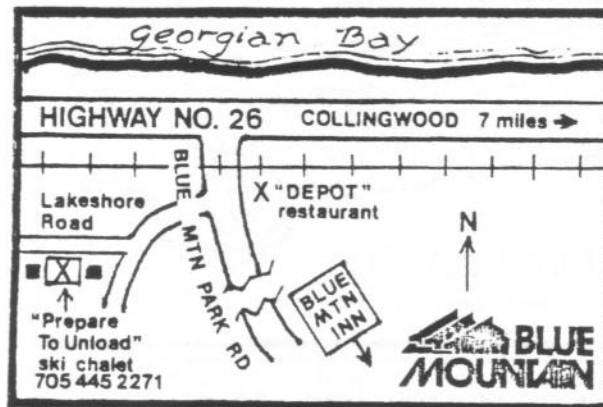 Georgian Bay
HIGHWAY NO. 26 COLLINGWOOD 7 miles →
BLUE MTN PARK RD
Lakeshore
Road
X "DEPOT"
restaurant
N
X
"Prepare
To Unload"
ski chalet
705 445 2271
BLUE
MTN
INN
BLUE
MOUNTAIN